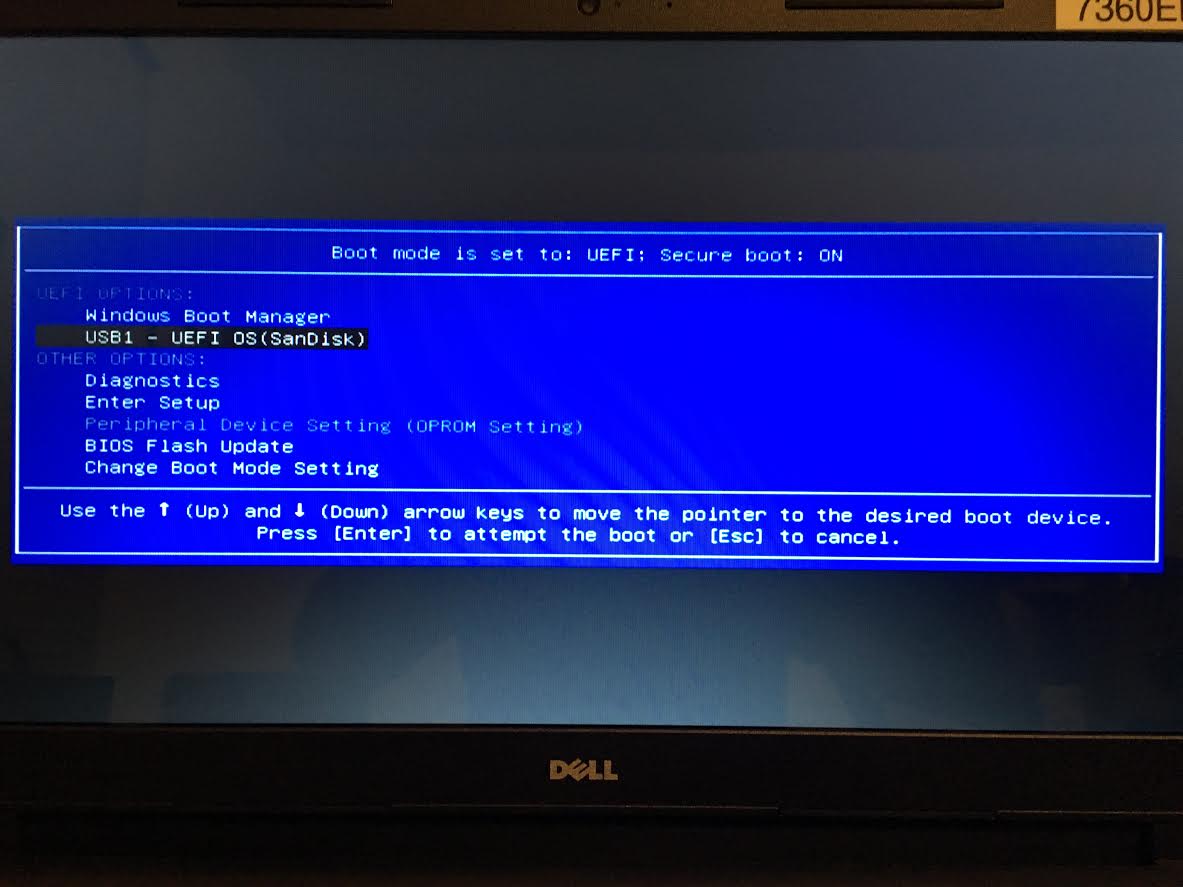 7360E
Boot mode is set to: UEFI; Secure boot: ON
UEFI OPTIONS:
Windows Boot Manager
USB1 - UEFI OS(SanDisk)
OTHER OPTIONS:
Diagnostics
Enter Setup
Peripheral Device Setting (OPROM Setting)
BIOS Flash Update
Change Boot Mode Setting
Use the ↑ (Up) and ↓ (Down) arrow keys to move the pointer to the desired boot device.
Press [Enter] to attempt the boot or [Esc] to cancel.
DELL